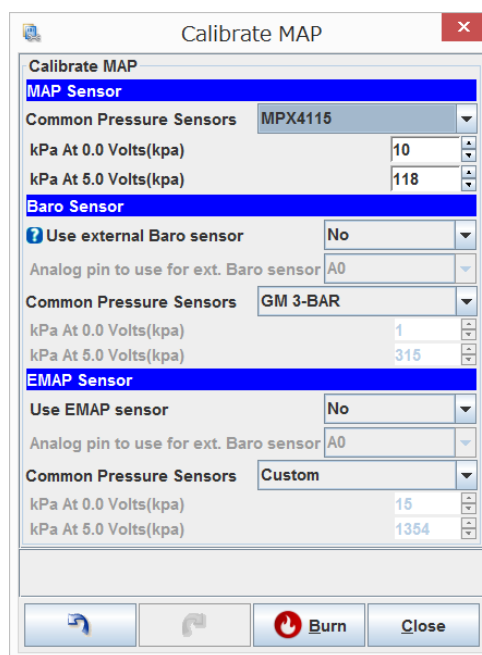 Calibrate MAP
Calibrate MAP
MAP Sensor
Common Pressure Sensors MPX4115
kPa At 0.0 Volts(kpa) 10
kPa At 5.0 Volts(kpa) 118
Baro Sensor
? Use external Baro sensor No
Analog pin to use for ext. Baro sensor A0
Common Pressure Sensors GM 3-BAR
kPa At 0.0 Volts(kpa) 1
kPa At 5.0 Volts(kpa) 315
EMAP Sensor
Use EMAP sensor No
Analog pin to use for ext. Baro sensor A0
Common Pressure Sensors Custom
kPa At 0.0 Volts(kpa) 15
kPa At 5.0 Volts(kpa) 1354
Burn Close